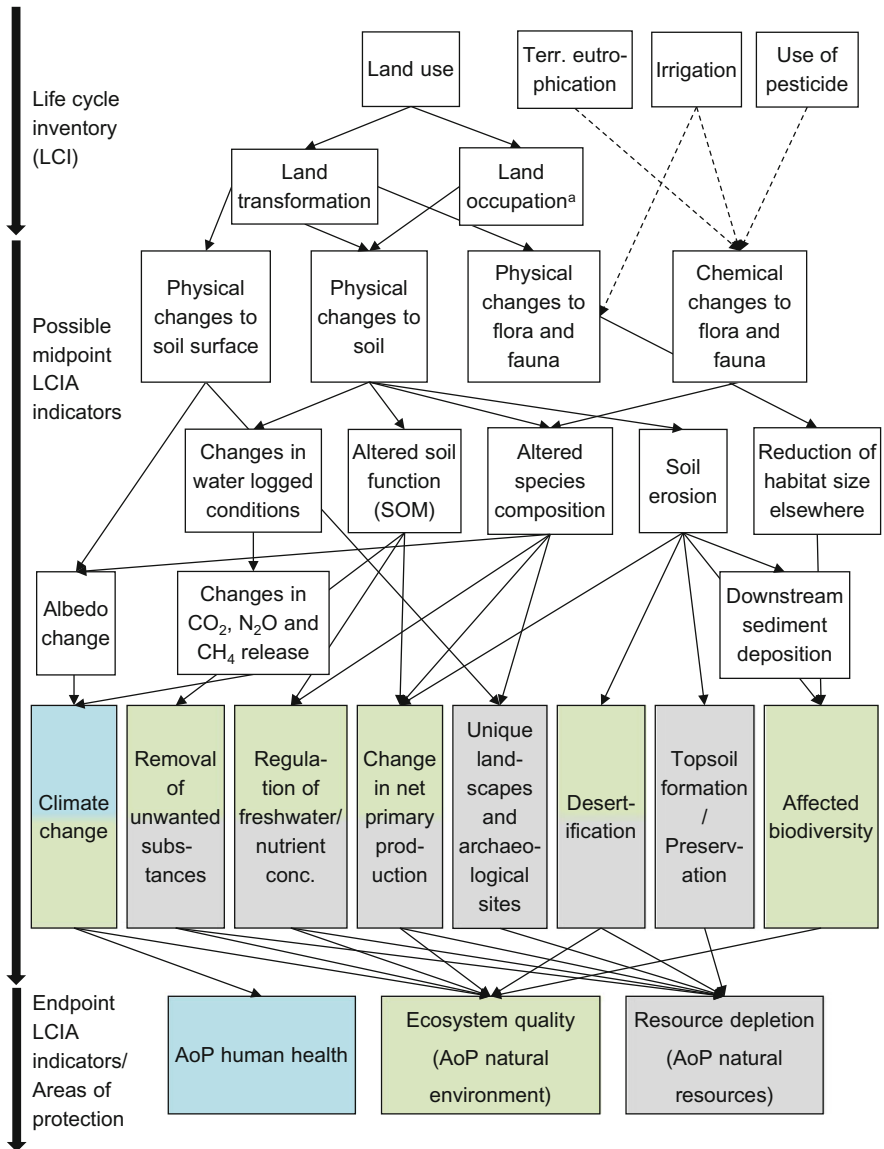 Life cycle
inventory
(LCI)
Land use
Terr. eutro-
phication
Irrigation
Use of
pesticide
Land
transformation
Land
occupationᵃ
Possible
midpoint
LCIA
indicators
Physical
changes to
soil surface
Physical
changes to
soil
Physical
changes to
flora and
fauna
Chemical
changes to
flora and
fauna
Changes in
water logged
conditions
Altered soil
function
(SOM)
Altered
species
composition
Soil
erosion
Reduction of
habitat size
elsewhere
Albedo
change
Changes in
CO₂, N₂O and
CH₄ release
Downstream
sediment
deposition
Climate
change
Removal
of
unwanted
subs-
tances
Regula-
tion of
freshwater/
nutrient
conc.
Change
in net
primary
prod-
uction
Unique
land-
scapes
and
archaeo-
logical
sites
Desert-
ification
Topsoil
formation
/
Preserv-
ation
Affected
biodiversity
Endpoint
LCIA
indicators/
Areas of
protection
AoP human health
Ecosystem quality
(AoP natural
environment)
Resource depletion
(AoP natural
resources)